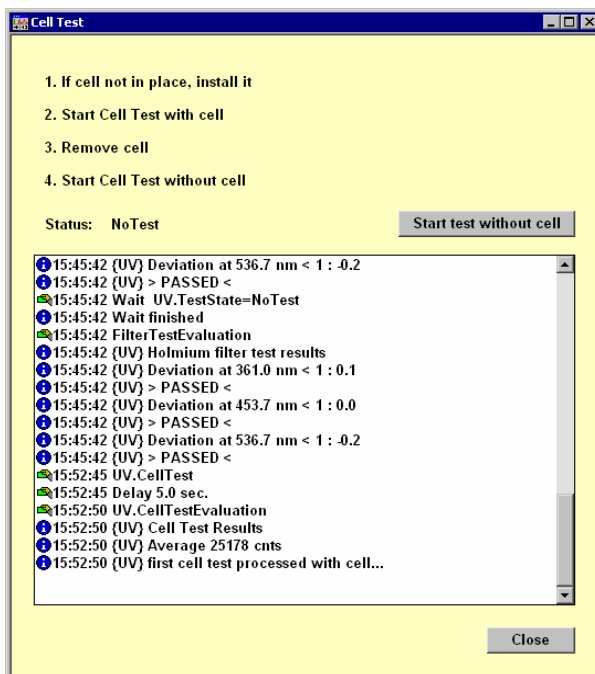 Cell Test
1. If cell not in place, install it
2. Start Cell Test with cell
3. Remove cell
4. Start Cell Test without cell
Status: NoTest
Start test without cell
15:45:42 {UV} Deviation at 536.7 nm < 1 : -0.2
15:45:42 {UV} > PASSED <
15:45:42 Wait UV.TestState=NoTest
15:45:42 Wait finished
15:45:42 FilterTestEvaluation
15:45:42 {UV} Holmium filter test results
15:45:42 {UV} Deviation at 361.0 nm < 1 : 0.1
15:45:42 {UV} > PASSED <
15:45:42 {UV} Deviation at 453.7 nm < 1 : 0.0
15:45:42 {UV} > PASSED <
15:45:42 {UV} Deviation at 536.7 nm < 1 : -0.2
15:45:42 {UV} > PASSED <
15:52:45 UV.CellTest
15:52:45 Delay 5.0 sec.
15:52:50 UV.CellTestEvaluation
15:52:50 {UV} Cell Test Results
15:52:50 {UV} Average 25178 cnts
15:52:50 {UV} first cell test processed with cell...
Close